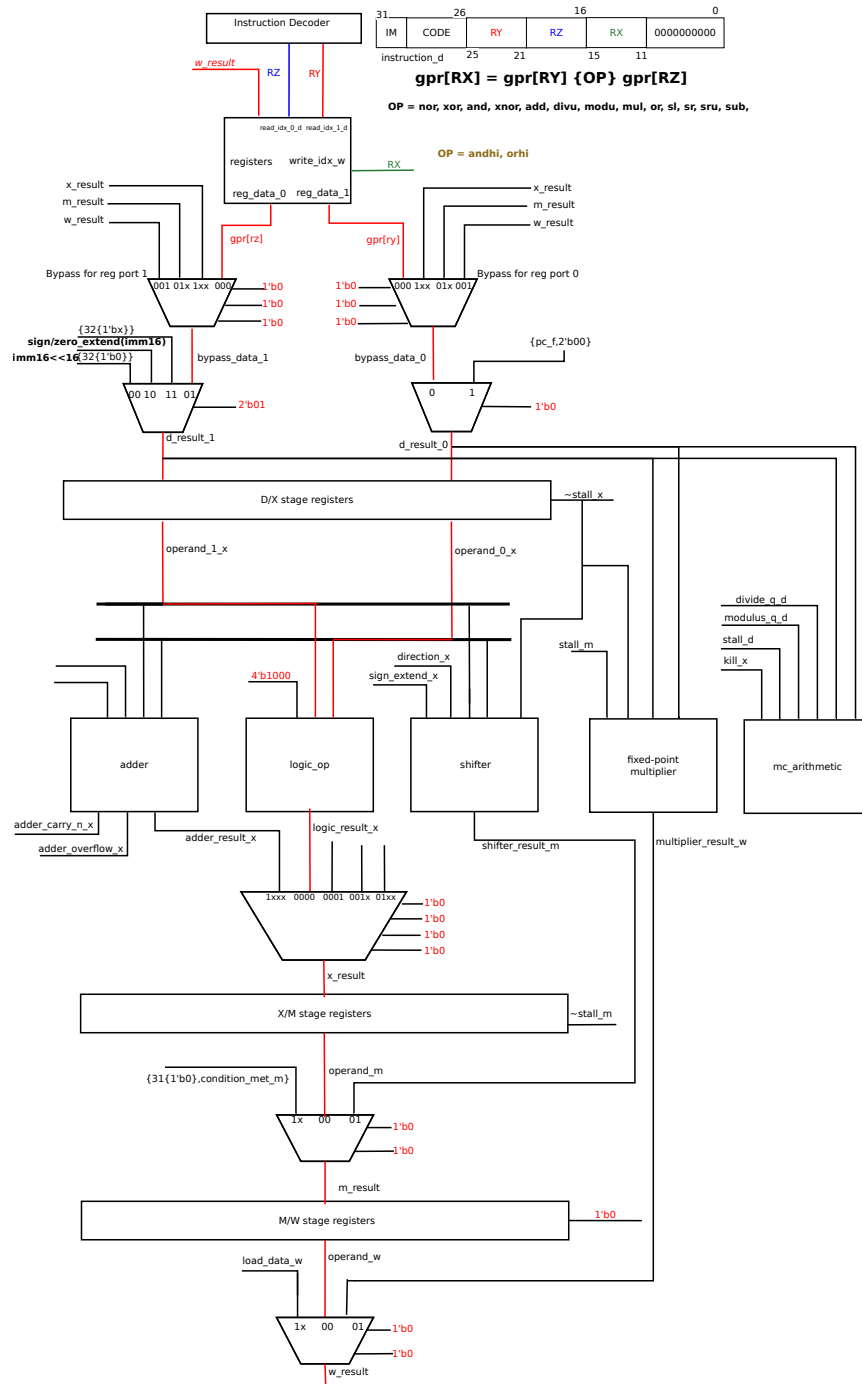 Instruction Decoder
31 26 16 0
IM CODE RY RZ RX 0000000000
25 21 15 11
instruction_d
gpr[RX] = gpr[RY] {OP} gpr[RZ]
OP = nor, xor, and, xnor, add, divu, modu, mul, or, sl, sr, sru, sub,
OP = andhi, orhi
w_result
RZ RY
read_idx_0_d read_idx_1_d
registers write_idx_w
RX
reg_data_0 reg_data_1
x_result
m_result
w_result
x_result
m_result
w_result
gpr[rz] gpr[ry]
Bypass for reg port 1
001 01x 1xx 000
1'b0
1'b0
1'b0
Bypass for reg port 0
000 1xx 01x 001
1'b0
1'b0
1'b0
{32{1'bx}}
sign/zero_extend(imm16)
imm16<<16 {32{1'b0}}
bypass_data_1
bypass_data_0
{pc_f,2'b00}
00 10 11 01
2'b01
0 1
1'b0
d_result_1
d_result_0
D/X stage registers
~stall_x
operand_1_x
operand_0_x
direction_x
sign_extend_x
4'b1000
stall_m
divide_q_d
modulus_q_d
stall_d
kill_x
adder
logic_op
shifter
fixed-point
multiplier
mc_arithmetic
adder_carry_n_x
adder_overflow_x
adder_result_x
logic_result_x
shifter_result_m
multiplier_result_w
1xxx 0000 0001 001x 01xx
1'b0
1'b0
1'b0
1'b0
x_result
X/M stage registers
~stall_m
{31{1'b0},condition_met_m}
operand_m
1x 00 01
1'b0
1'b0
m_result
M/W stage registers
1'b0
load_data_w
operand_w
1x 00 01
1'b0
1'b0
w_result